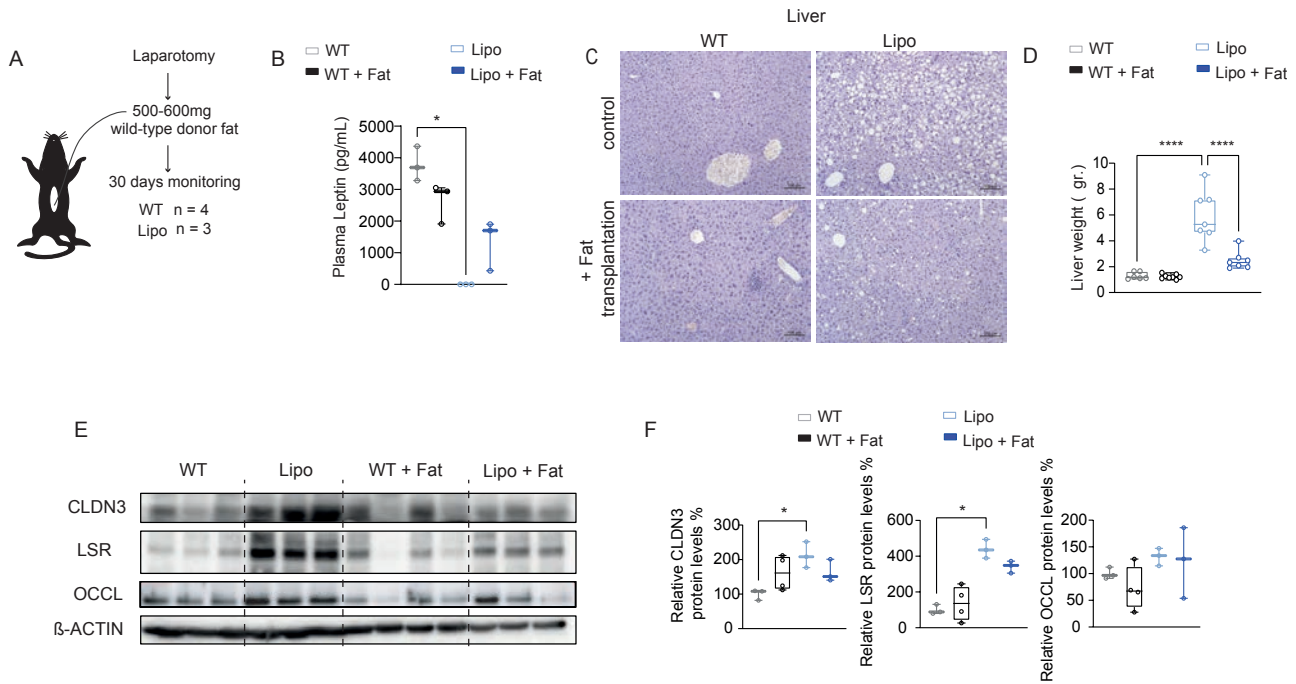 A
Laparotomy
500-600mg
wild-type donor fat
30 days monitoring
WT n = 4
Lipo n = 3
B
WT
Lipo
WT + Fat
Lipo + Fat
Plasma Leptin (pg/mL)
5000
4000
3000
2000
1000
0
*
Liver
C
WT
Lipo
control
+ Fat
transplantation
D
WT
Lipo
WT + Fat
Lipo + Fat
Liver weight ( gr.)
10
8
6
4
2
0
****
****
E
WT
Lipo
WT + Fat
Lipo + Fat
CLDN3
LSR
OCCL
ß-ACTIN
F
WT
Lipo
WT + Fat
Lipo + Fat
Relative CLDN3
protein levels %
300
200
100
0
*
Relative LSR protein levels %
600
400
200
0
*
Relative OCCL protein levels %
200
150
100
50
0